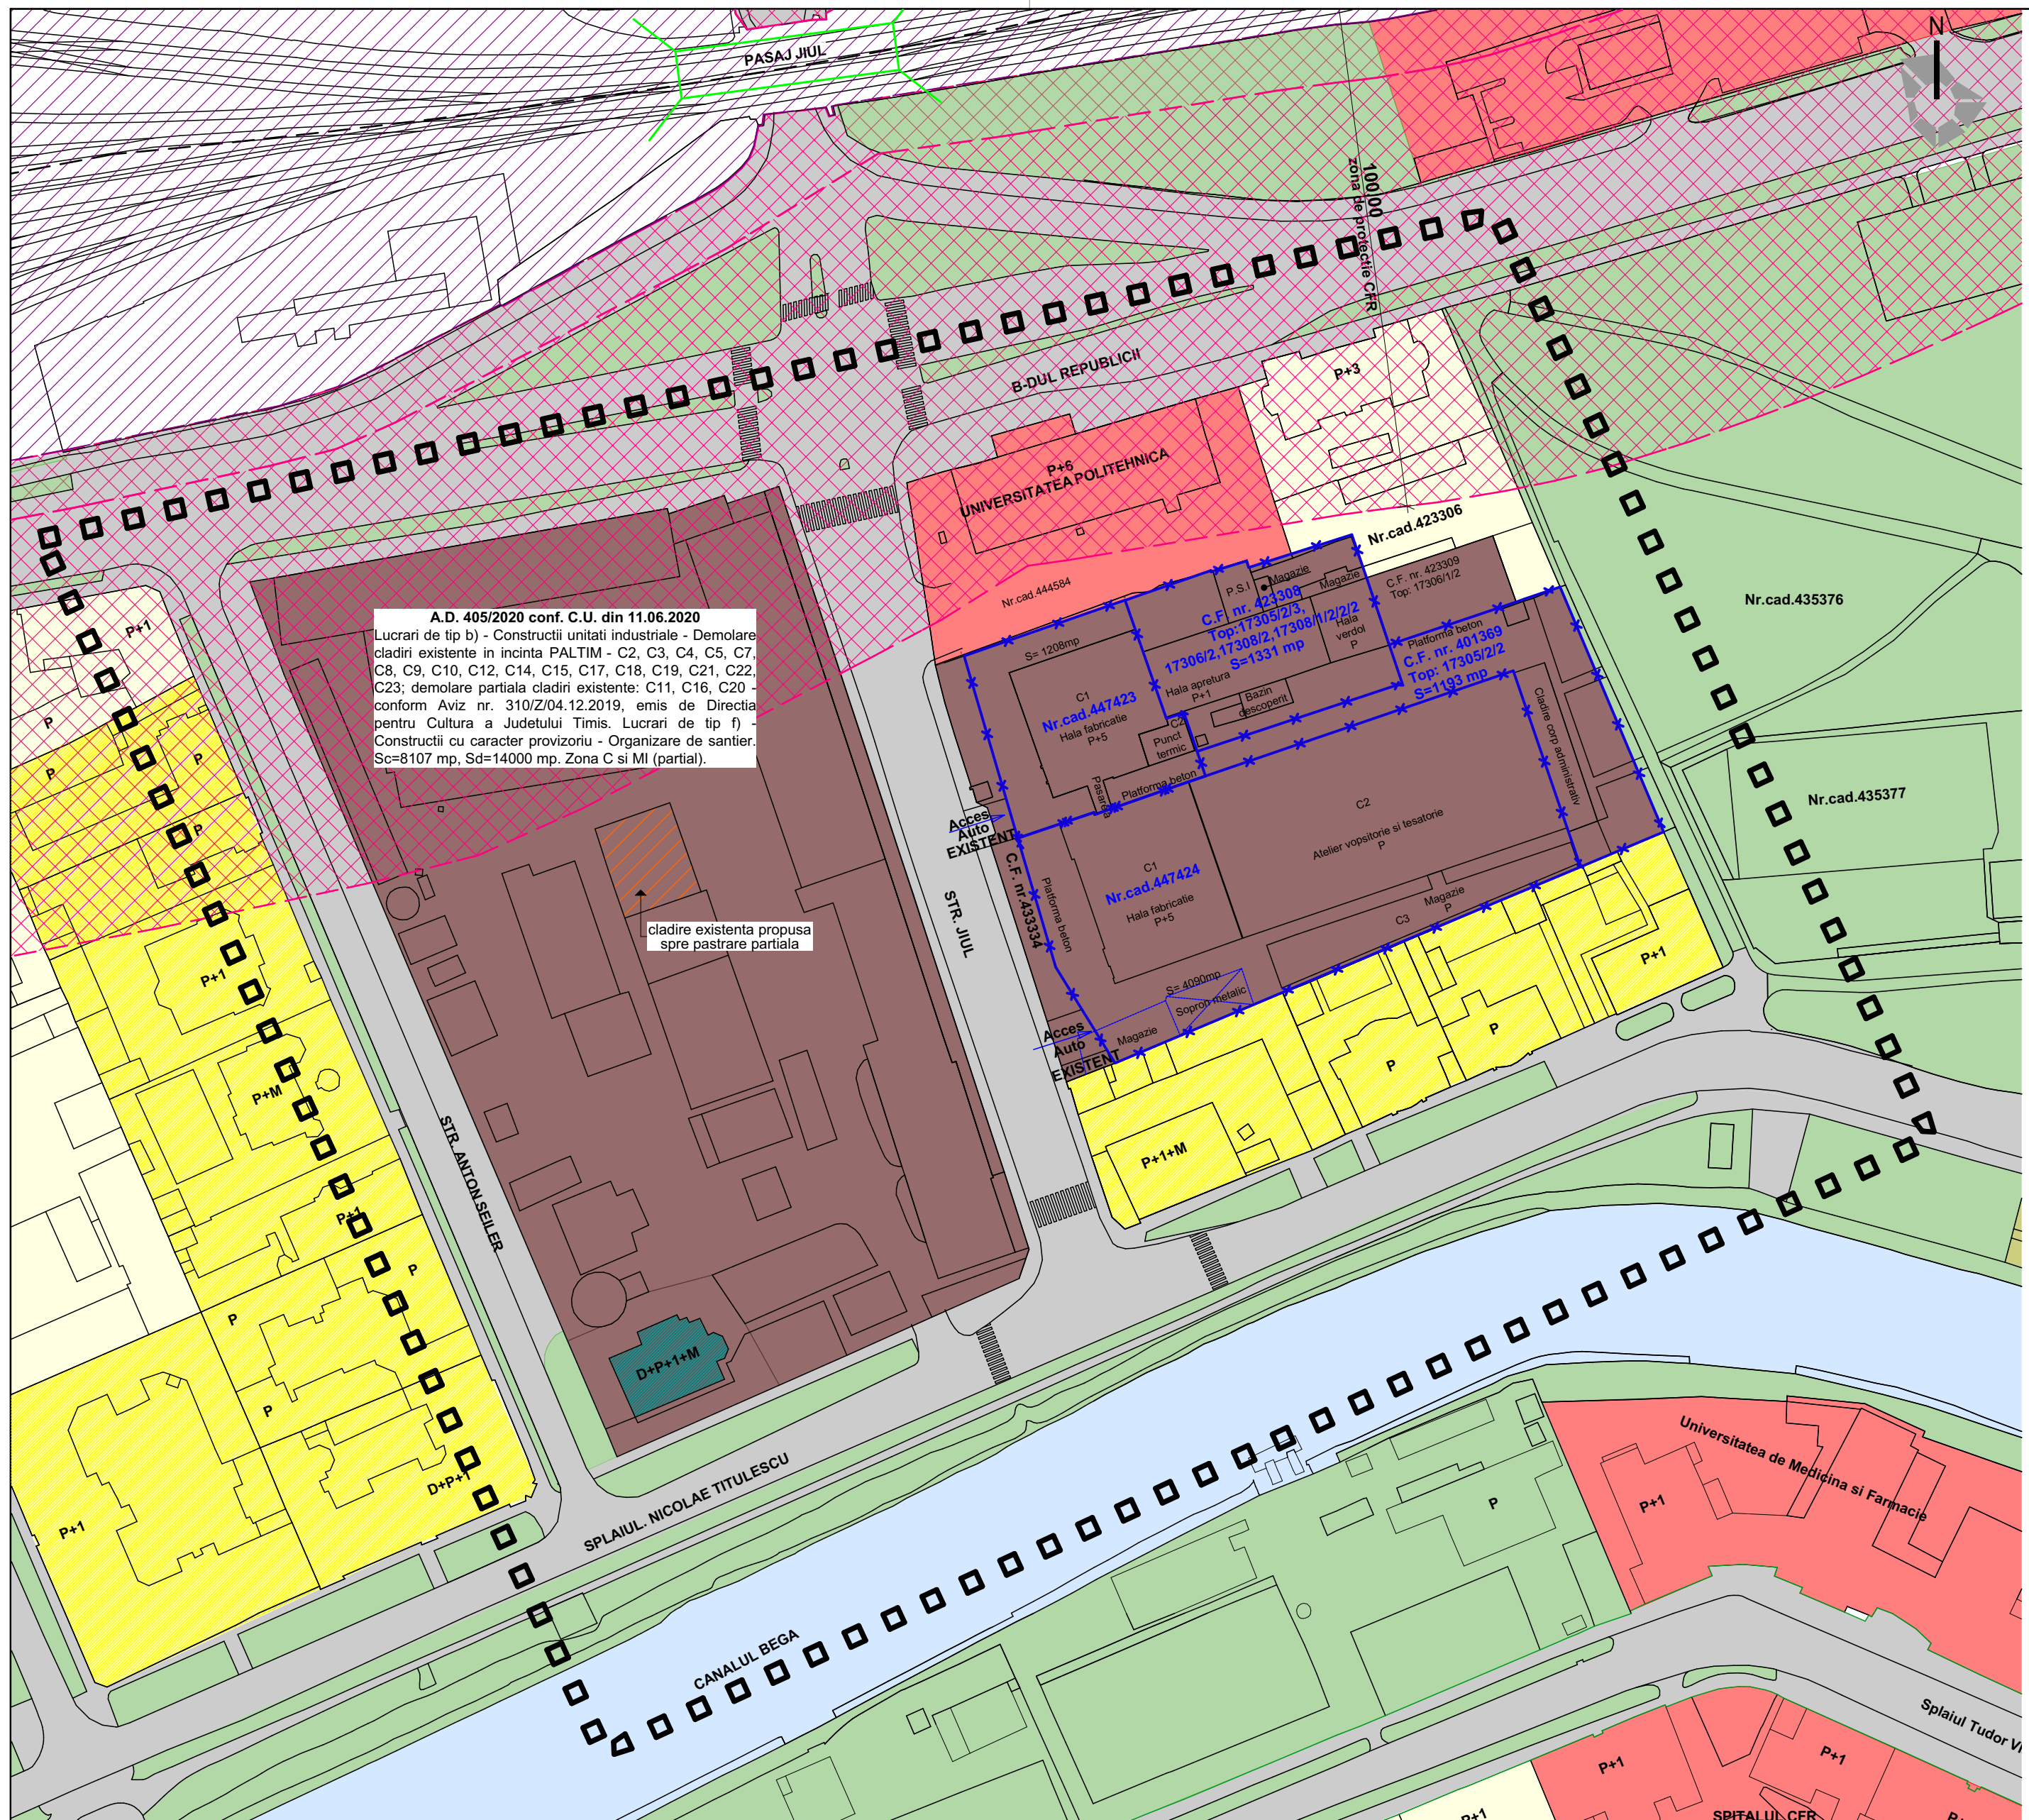 N
PASAJ JIUL
100000
zona de protectie CFR
B-DUL REPUBLICII
P+3
P+6
UNIVERSITATEA POLITEHNICA
Nr.cad.423306
Nr.cad.444584
P.S.I
Magazie
Magazie
C.F. nr. 423309
Top: 17306/1/2
C.F. nr. 423308
Top:17305/2/3,
17306/2,17308/2,17308/1/2/2/2
S=1331 mp
Hala
verdol
P
Platforma beton
C.F. nr. 401369
Top: 17305/2/2
S=1193 mp
S= 1208mp
C1
Nr.cad.447423
Hala fabricatie
P+5
Hala apretura
P+1
Bazin
descoperit
C2
Punct
termic
Pasarela
Platforma beton
Cladire corp administrativ
C2
Atelier vopsitorie si tesatorie
P
C1
Nr.cad.447424
Hala fabricatie
P+5
Platforma beton
C3
Magazie
P
S= 4090mp
Sopron metalic
Magazie
Acces
Auto
EXISTENT
C.F. nr.433334
Acces
Auto
EXISTENT
STR. JIUL
Nr.cad.435376
Nr.cad.435377
P+1
P
P
P+1+M
A.D. 405/2020 conf. C.U. din 11.06.2020
Lucrari de tip b) - Constructii unitati industriale - Demolare
cladiri existente in incinta PALTIM - C2, C3, C4, C5, C7,
C8, C9, C10, C12, C14, C15, C17, C18, C19, C21, C22,
C23; demolare partiala cladiri existente: C11, C16, C20 -
conform Aviz nr. 310/Z/04.12.2019, emis de Directia
pentru Cultura a Judetului Timis. Lucrari de tip f) -
Constructii cu caracter provizoriu - Organizare de santier.
Sc=8107 mp, Sd=14000 mp. Zona C si MI (partial).
cladire existenta propusa
spre pastrare partiala
P+1
P
P
P
P
P+1
P+M
P+1
P
P
P
D+P+1
P+1
STR. ANTON SEILER
D+P+1+M
SPLAIUL. NICOLAE TITULESCU
CANALUL BEGA
P
Universitatea de Medicina si Farmacie
P+1
Splaiul Tudor Vl
P+1
P+1
P+1
SPITALUL CFR